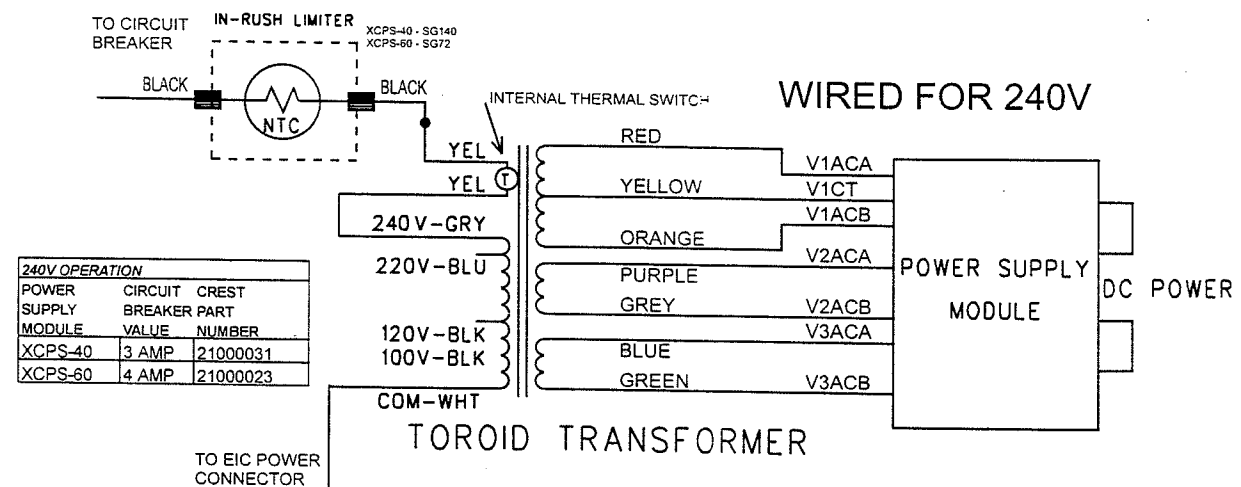 TO CIRCUIT
BREAKER
IN-RUSH LIMITER
XCPS-40 - SG140
XCPS-60 - SG72
BLACK
BLACK
NTC
INTERNAL THERMAL SWITCH
WIRED FOR 240V
YEL
T
YEL
240V-GRY
220V-BLU
120V-BLK
100V-BLK
COM-WHT
RED
YELLOW
ORANGE
PURPLE
GREY
BLUE
GREEN
V1ACA
V1CT
V1ACB
V2ACA
V2ACB
V3ACA
V3ACB
POWER SUPPLY
MODULE
DC POWER
240V OPERATION
POWER CIRCUIT CREST
SUPPLY BREAKER PART
MODULE VALUE NUMBER
XCPS-40 3 AMP 21000031
XCPS-60 4 AMP 21000023
TOROID TRANSFORMER
TO EIC POWER
CONNECTOR